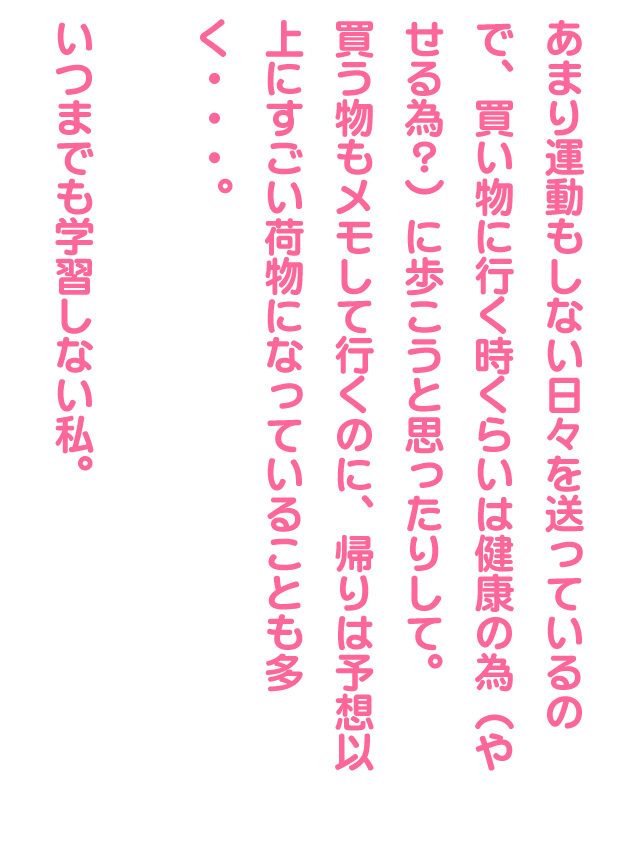 あまり運動もしない日々を送っているの
で、買い物に行く時くらいは健康の為（や
せる為？）に歩こうと思ったりして。
買う物もメモして行くのに、帰りは予想以
上にすごい荷物になっていることも多
く・・・。
いつまでも学習しない私。